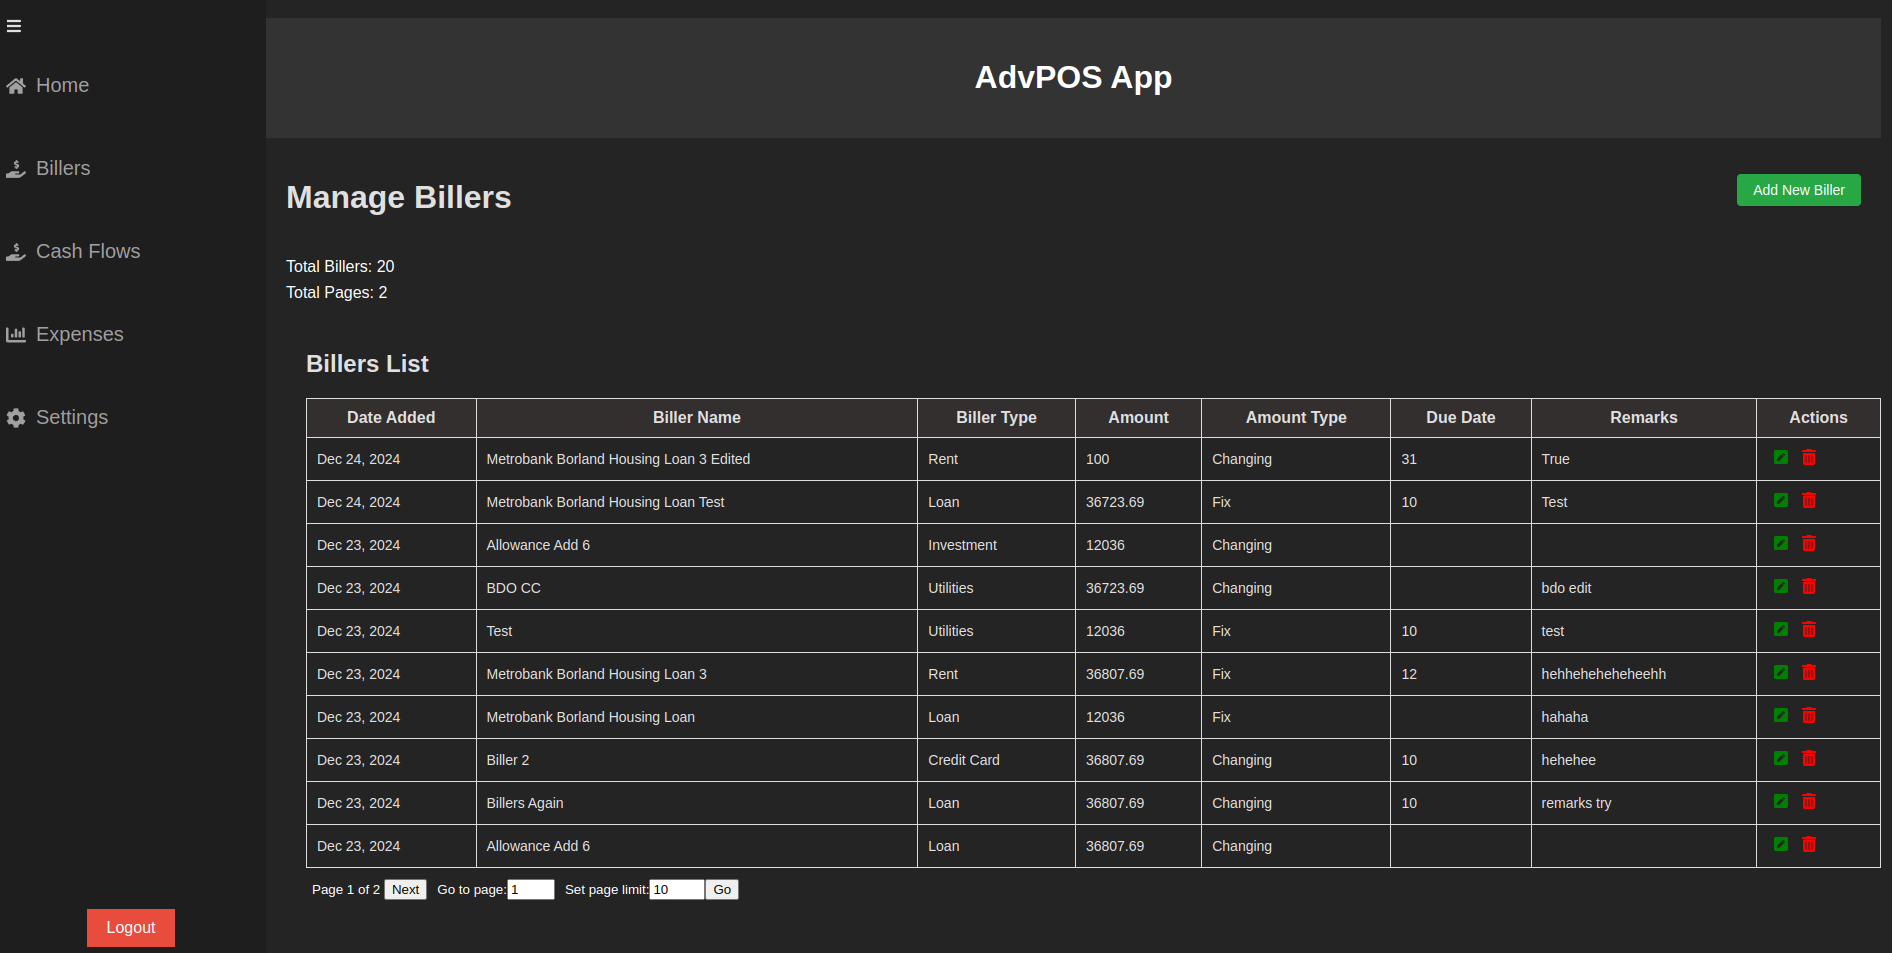 AdvPOS App
Home
Billers
Cash Flows
Expenses
Settings
Logout
Manage Billers
Add New Biller
Total Billers: 20
Total Pages: 2
Billers List
Date Added Biller Name Biller Type Amount Amount Type Due Date Remarks Actions
Dec 24, 2024 Metrobank Borland Housing Loan 3 Edited Rent 100 Changing 31 True
Dec 24, 2024 Metrobank Borland Housing Loan Test Loan 36723.69 Fix 10 Test
Dec 23, 2024 Allowance Add 6 Investment 12036 Changing
Dec 23, 2024 BDO CC Utilities 36723.69 Changing bdo edit
Dec 23, 2024 Test Utilities 12036 Fix 10 test
Dec 23, 2024 Metrobank Borland Housing Loan 3 Rent 36807.69 Fix 12 hehheheheheheehh
Dec 23, 2024 Metrobank Borland Housing Loan Loan 12036 Fix hahaha
Dec 23, 2024 Biller 2 Credit Card 36807.69 Changing 10 hehehee
Dec 23, 2024 Billers Again Loan 36807.69 Changing 10 remarks try
Dec 23, 2024 Allowance Add 6 Loan 36807.69 Changing
Page 1 of 2 Next Go to page: 1 Set page limit: 10 Go